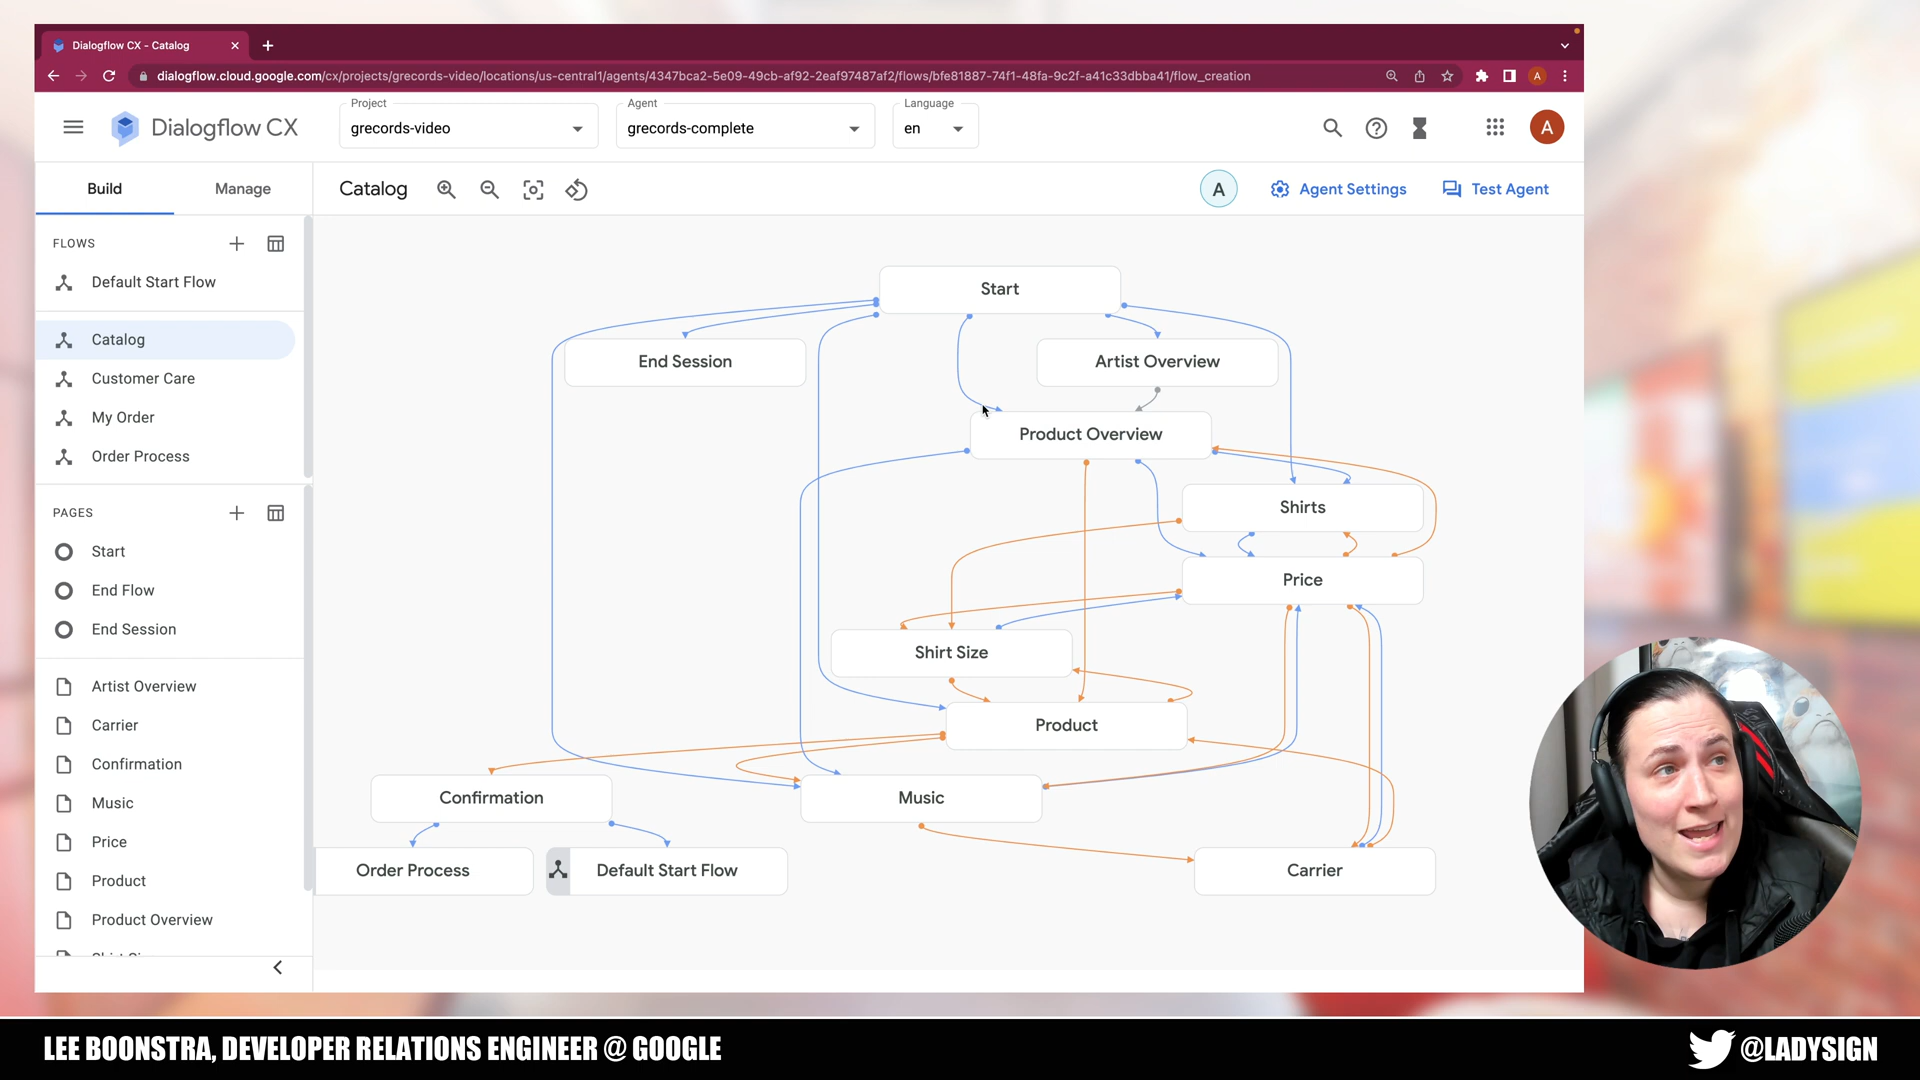 Dialogflow CX - Catalog
dialogflow.cloud.google.com/cx/projects/grecords-video/locations/us-central1/agents/4347bca2-5e09-49cb-af92-2eaf97487af2/flows/bfe81887-74f1-48fa-9c2f-a41c33dbba41/flow_creation
A
Dialogflow CX
Project
grecords-video
Agent
grecords-complete
Language
en
A
Build
Manage
Catalog
A
Agent Settings
Test Agent
FLOWS
Default Start Flow
Catalog
Customer Care
My Order
Order Process
PAGES
Start
End Flow
End Session
Artist Overview
Carrier
Confirmation
Music
Price
Product
Product Overview
Start
End Session
Artist Overview
Product Overview
Shirts
Price
Shirt Size
Product
Confirmation
Music
Order Process
Default Start Flow
Carrier
LEE BOONSTRA, DEVELOPER RELATIONS ENGINEER @ GOOGLE
@LADYSIGN